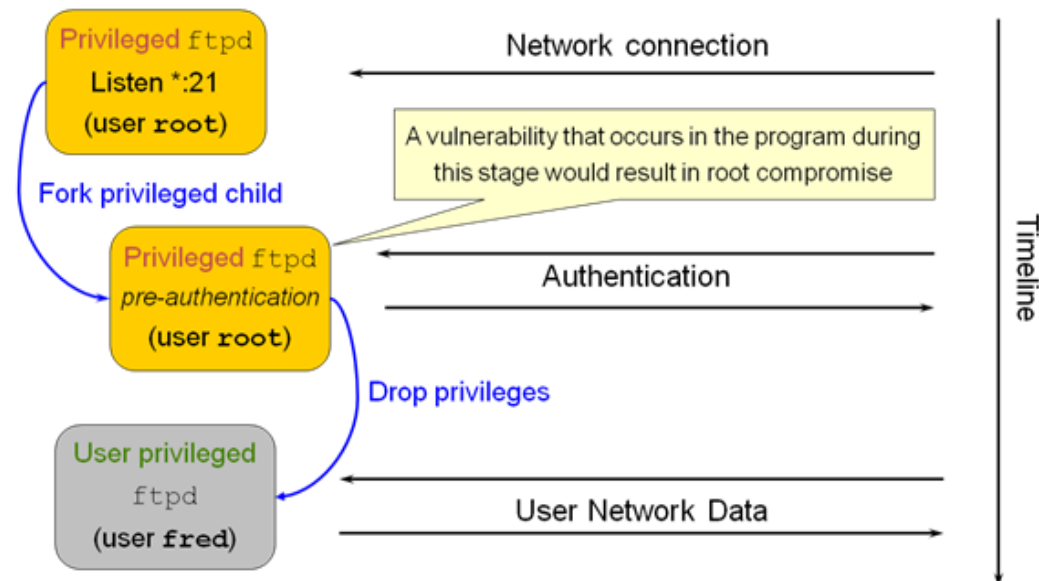 Privileged ftpd
Listen *:21
(user root)
Network connection
A vulnerability that occurs in the program during
this stage would result in root compromise
Fork privileged child
Privileged ftpd
pre-authentication
(user root)
Authentication
Timeline
Drop privileges
User privileged
ftpd
(user fred)
User Network Data